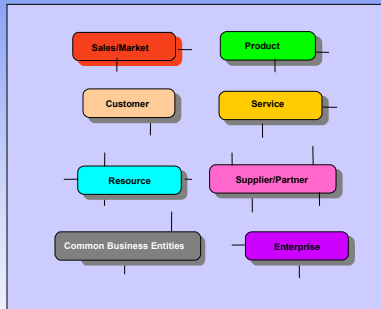 Sales/Market
Product
Customer
Service
Resource
Supplier/Partner
Common Business Entities
Enterprise